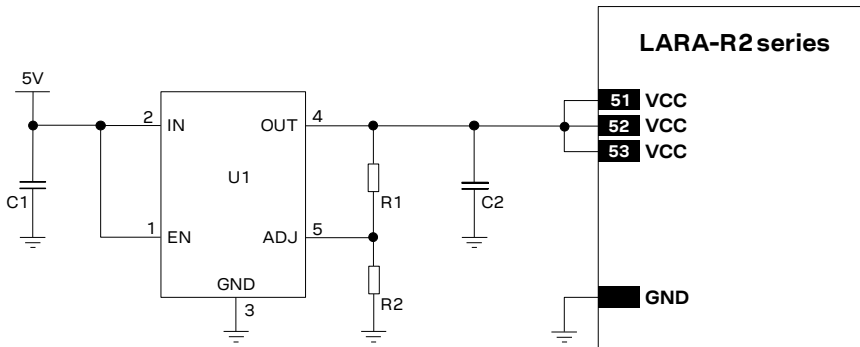 LARA-R2 series
5V
51 VCC
2 IN
OUT 4
52 VCC
53 VCC
U1
C1
R1
C2
1 EN
ADJ 5
GND
3
R2
GND